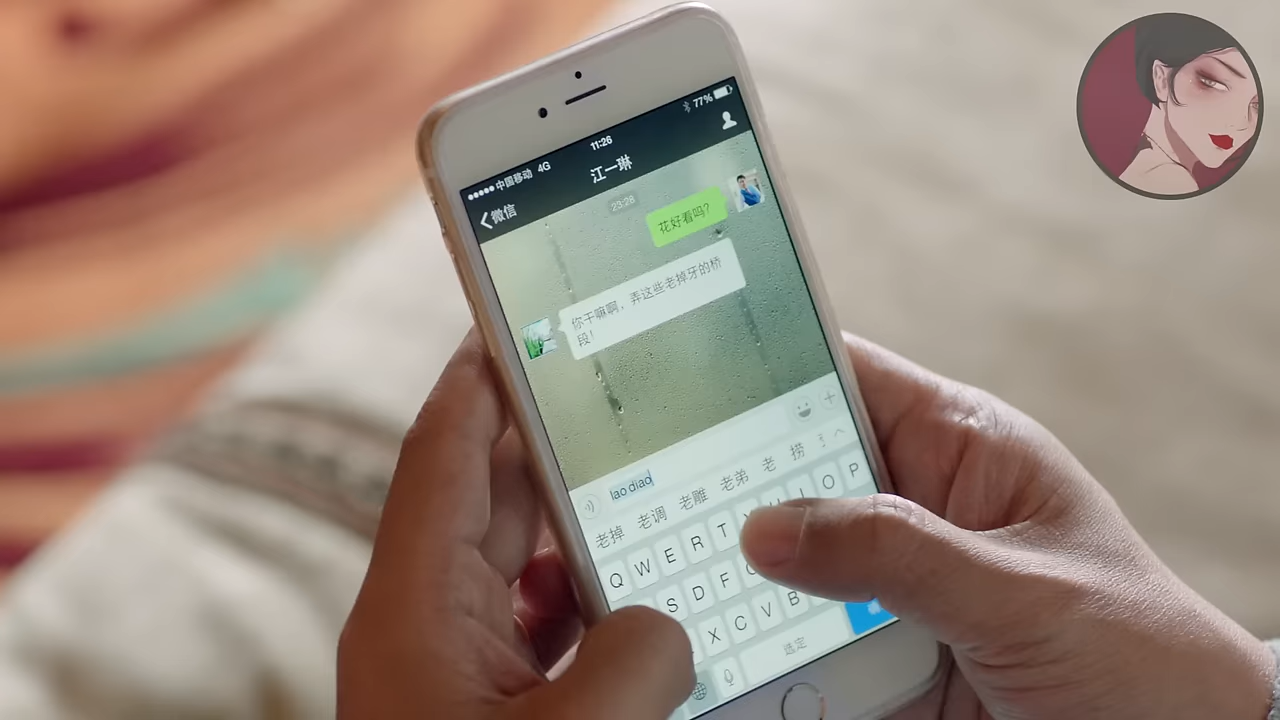 中国移动 4G 11:26 77%
微信 江一琳
23:28
花好看吗?
你干嘛啊，弄这些老掉牙的桥
段!
lao diao
老掉 老调 老雕 老弟 老 捞
Q W E R T Y U I O P
S D F
X C V B
选定